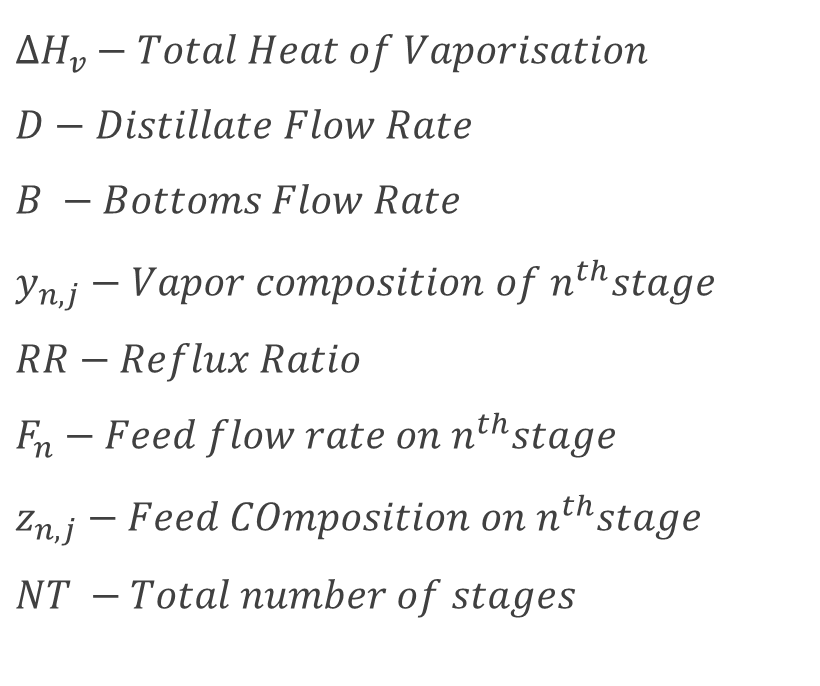 ΔHᵥ − Total Heat of Vaporisation
D − Distillate Flow Rate
B − Bottoms Flow Rate
y_{n,j} − Vapor composition of n^{th} stage
RR − Reflux Ratio
F_n − Feed flow rate on n^{th} stage
z_{n,j} − Feed COmposition on n^{th} stage
NT − Total number of stages